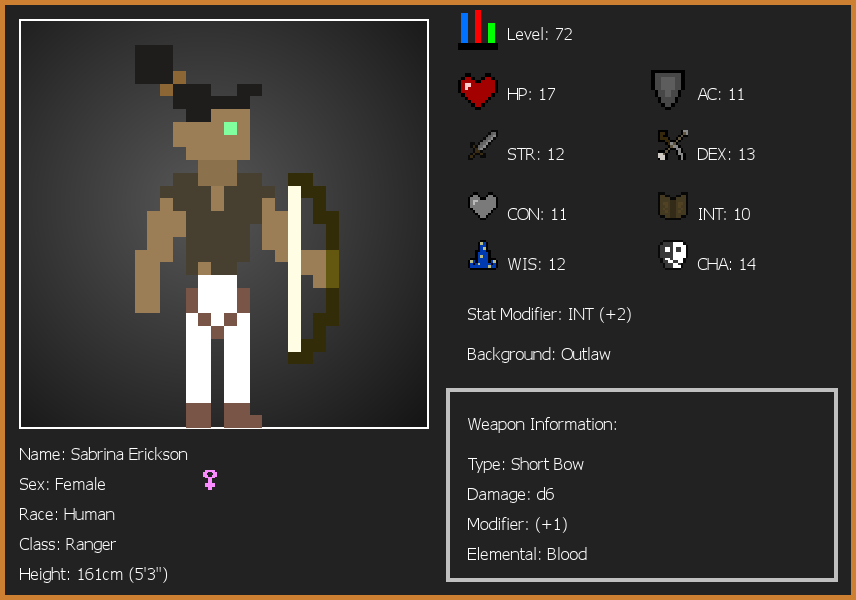 Level: 72
HP: 17
AC: 11
STR: 12
DEX: 13
CON: 11
INT: 10
WIS: 12
CHA: 14
Stat Modifier: INT (+2)
Background: Outlaw
Weapon Information:
Type: Short Bow
Damage: d6
Modifier: (+1)
Elemental: Blood
Name: Sabrina Erickson
Sex: Female
Race: Human
Class: Ranger
Height: 161cm (5'3")